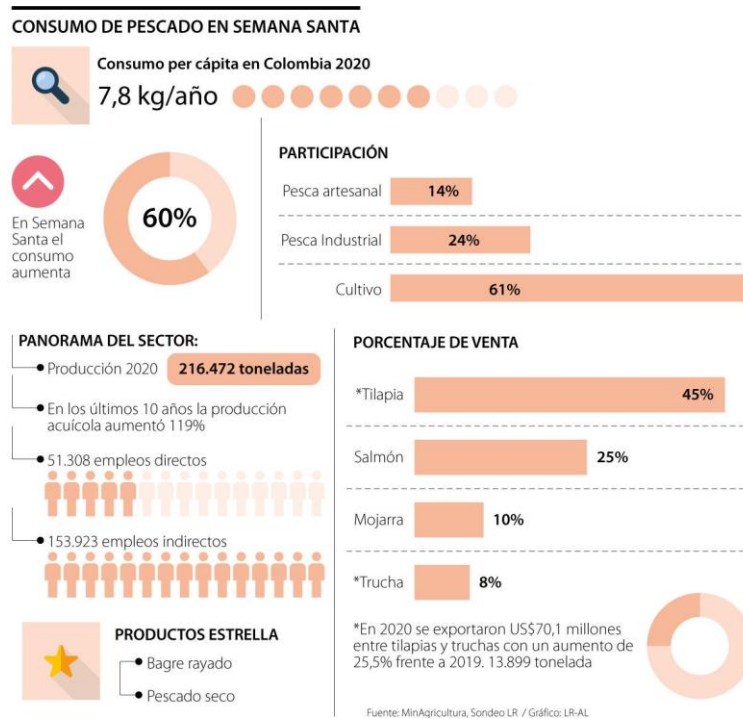 CONSUMO DE PESCADO EN SEMANA SANTA
Consumo per cápita en Colombia 2020
7,8 kg/año
En Semana
Santa el
consumo
aumenta
60%
PARTICIPACIÓN
Pesca artesanal 14%
Pesca Industrial 24%
Cultivo 61%
PANORAMA DEL SECTOR:
Producción 2020 216.472 toneladas
En los últimos 10 años la producción
acuícola aumentó 119%
51.308 empleos directos
153.923 empleos indirectos
PRODUCTOS ESTRELLA
Bagre rayado
Pescado seco
PORCENTAJE DE VENTA
*Tilapia 45%
Salmón 25%
Mojarra 10%
*Trucha 8%
*En 2020 se exportaron US$70,1 millones
entre tilapias y truchas con un aumento de
25,5% frente a 2019. 13.899 tonelada
Fuente: MinAgricultura, Sondeo LR / Gráfico: LR-AL